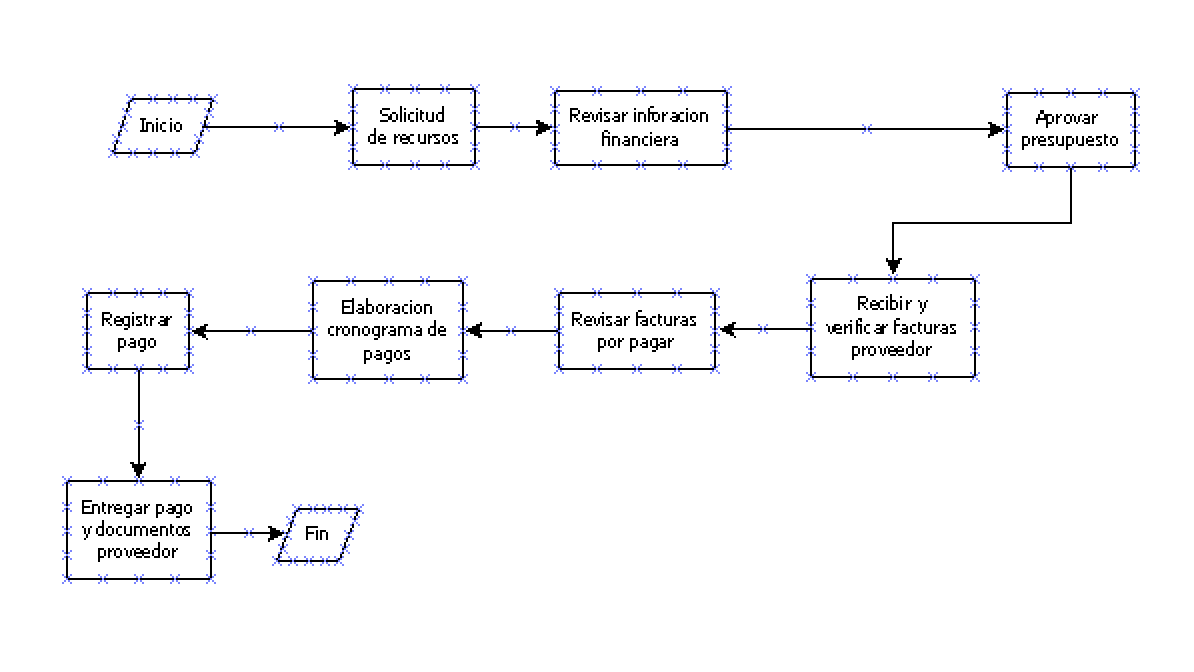 Inicio
Solicitud
de recursos
Revisar inforacion
financiera
Aprovar
presupuesto
Recibir y
verificar facturas
proveedor
Revisar facturas
por pagar
Elaboracion
cronograma de
pagos
Registrar
pago
Entregar pago
y documentos
proveedor
Fin